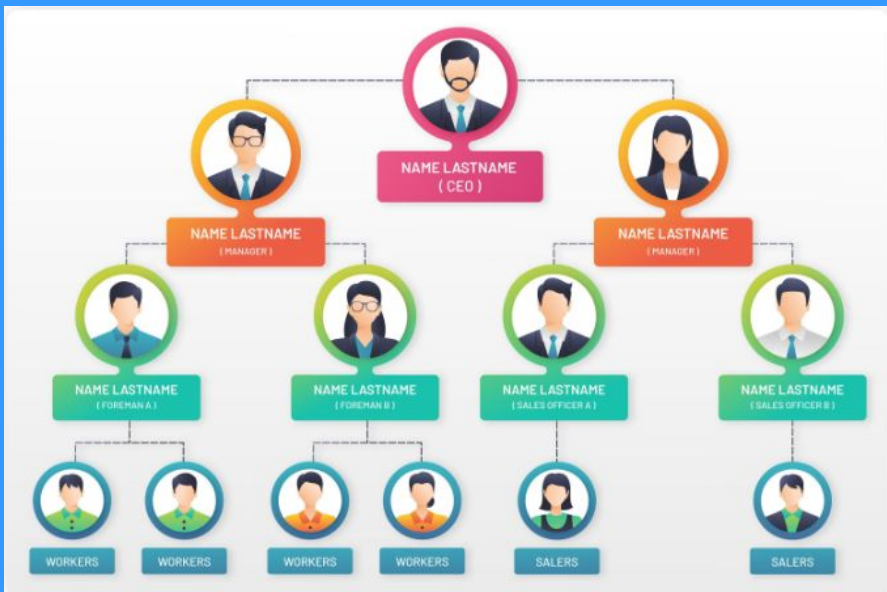 NAME LASTNAME
( CEO )
NAME LASTNAME
( MANAGER )
NAME LASTNAME
( MANAGER )
NAME LASTNAME
( FOREMAN A )
NAME LASTNAME
( FOREMAN B )
NAME LASTNAME
( SALES OFFICER A )
NAME LASTNAME
( SALES OFFICER B )
WORKERS
WORKERS
WORKERS
WORKERS
SALERS
SALERS